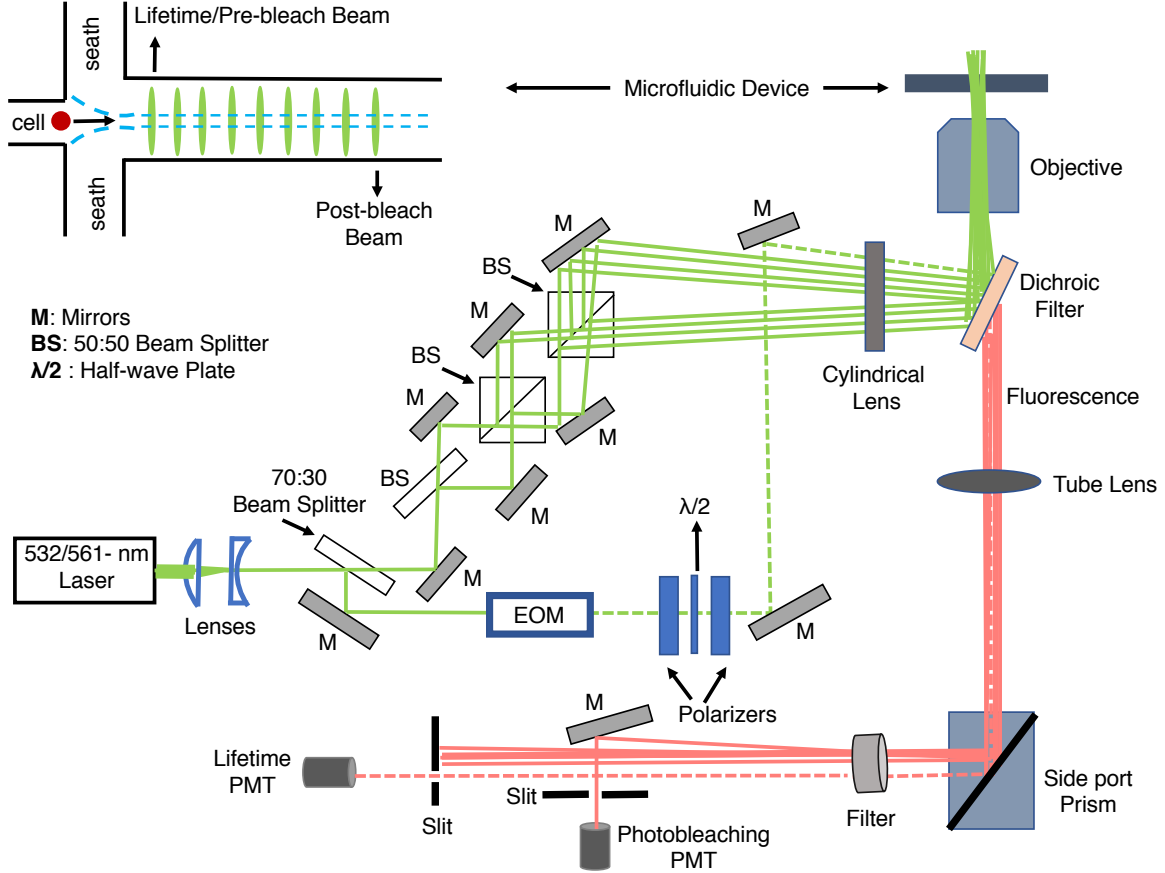 Lifetime/Pre-bleach Beam
seath
cell
seath
Post-bleach
Beam
Microfluidic Device
Objective
M
M
BS
M
Dichroic
Filter
M: Mirrors
BS: 50:50 Beam Splitter
λ/2 : Half-wave Plate
BS
M
Cylindrical
Lens
Fluorescence
M
BS
70:30
Beam Splitter
M
Tube Lens
λ/2
532/561- nm
Laser
Lenses
M
M
EOM
M
Polarizers
M
Lifetime
PMT
Slit
Slit
Photobleaching
PMT
Filter
Side port
Prism